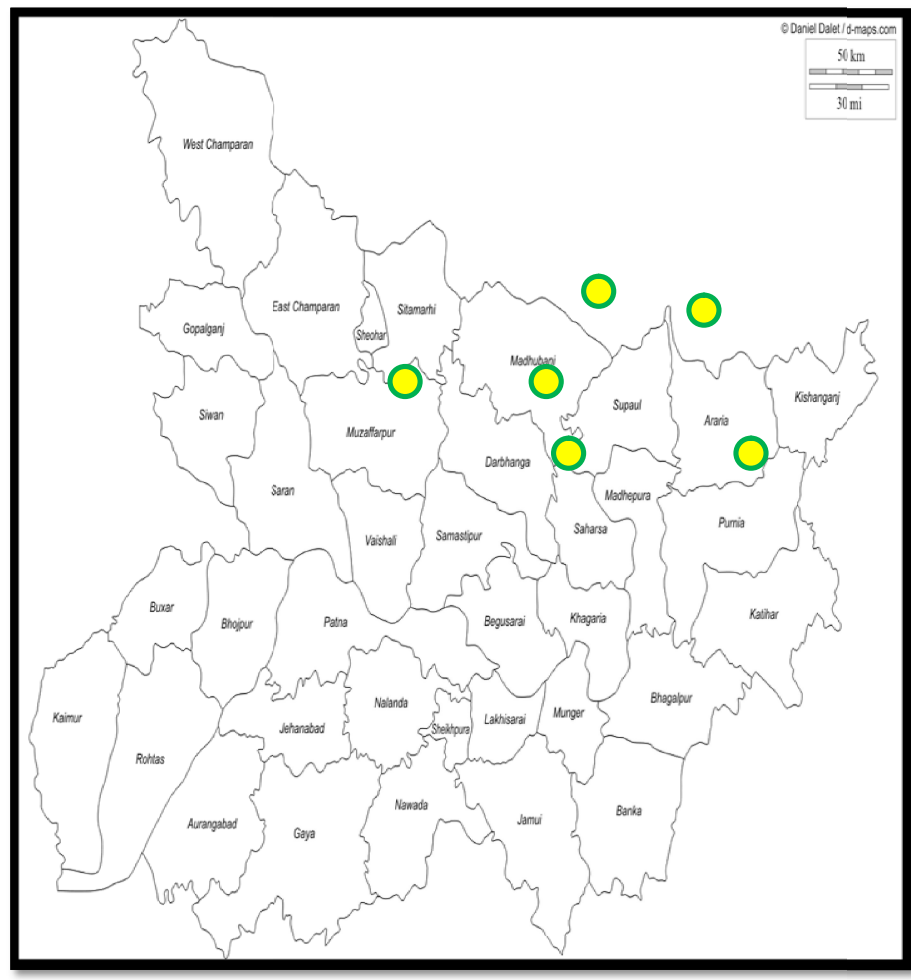 © Daniel Dalet / d-maps.com
50 km
30 mi
West Champaran
East Champaran
Sitamarhi
Gopalganj
Sheohar
Madhubani
Kishanganj
Supaul
Siwan
Araria
Muzaffarpur
Darbhanga
Saran
Madhepura
Purnia
Saharsa
Samastipur
Vaishali
Buxar
Katihar
Khagaria
Patna
Begusarai
Bhojpur
Bhagalpur
Nalanda
Munger
Kaimur
Lakhisarai
Jehanabad
Sheikhpura
Rohtas
Nawada
Banka
Jamui
Aurangabad
Gaya